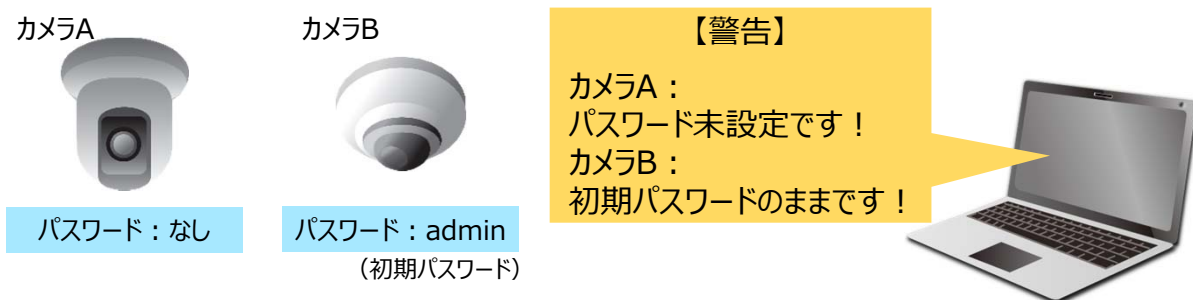 カメラA
パスワード：なし
カメラB
パスワード：admin
（初期パスワード）
【警告】
カメラA：
パスワード未設定です！
カメラB：
初期パスワードのままです！